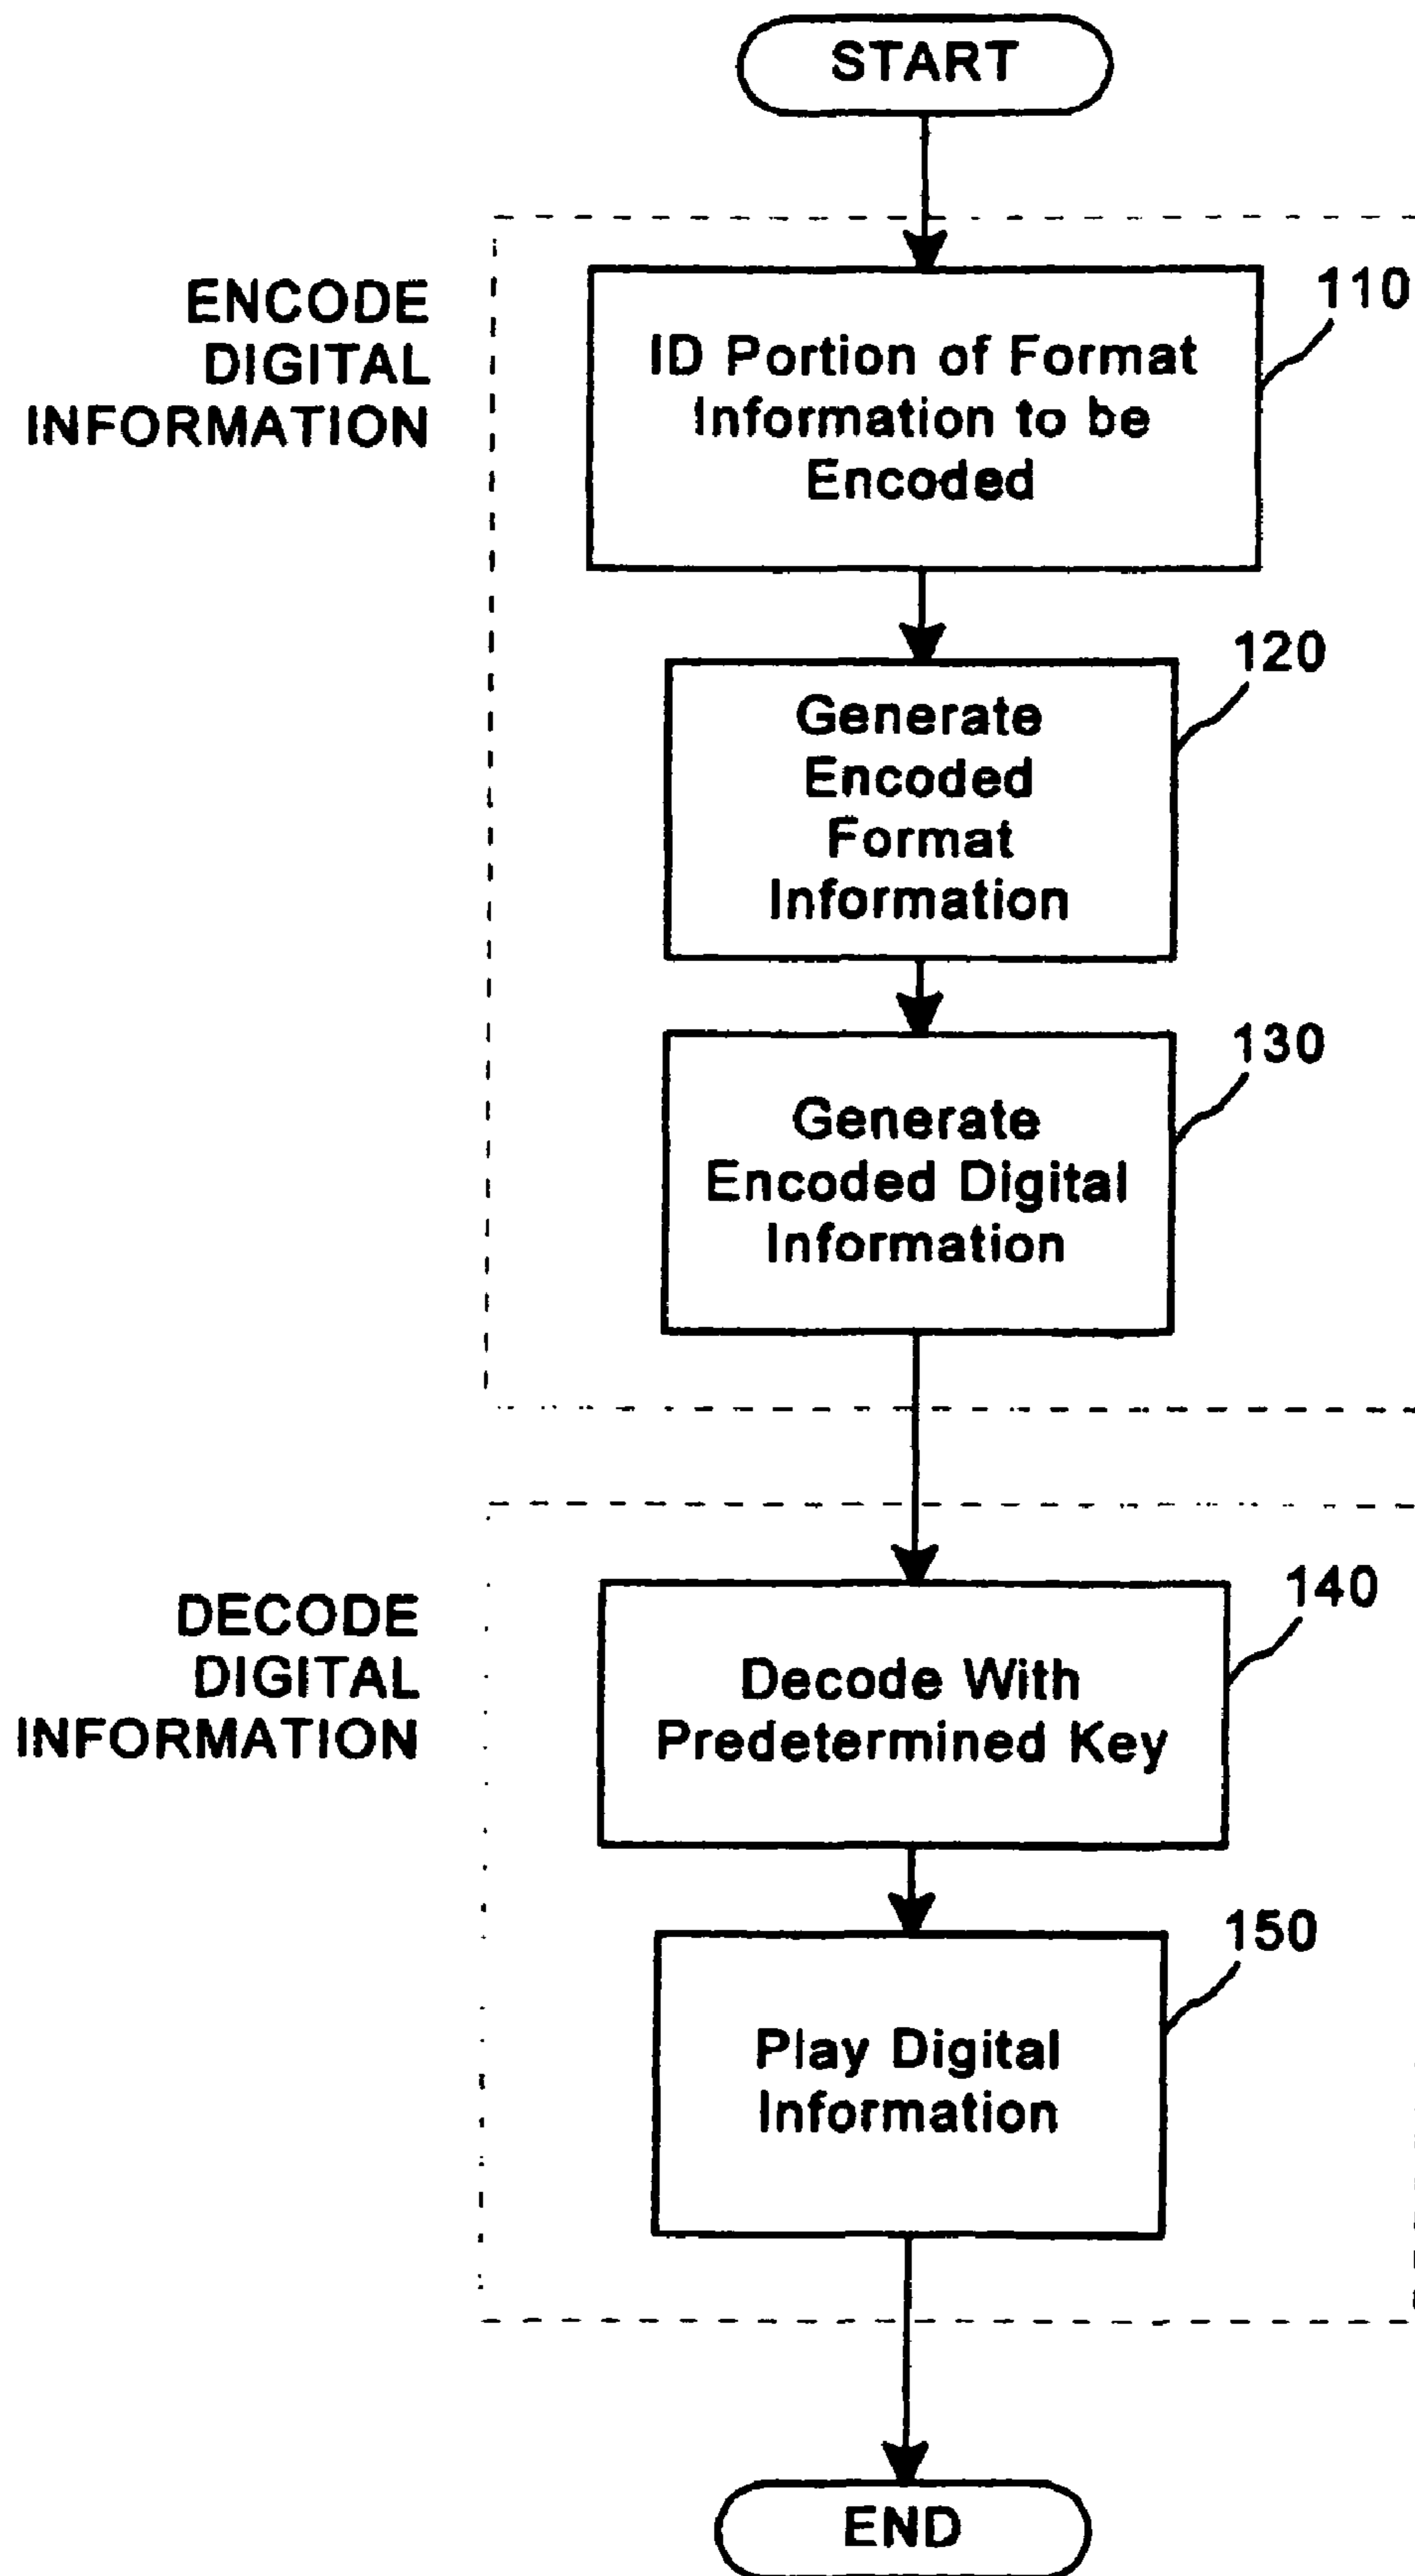 START
ENCODE
DIGITAL
INFORMATION
110
ID Portion of Format
Information to be
Encoded
120
Generate
Encoded
Format
Information
130
Generate
Encoded Digital
Information
DECODE
DIGITAL
INFORMATION
140
Decode With
Predetermined Key
150
Play Digital
Information
END